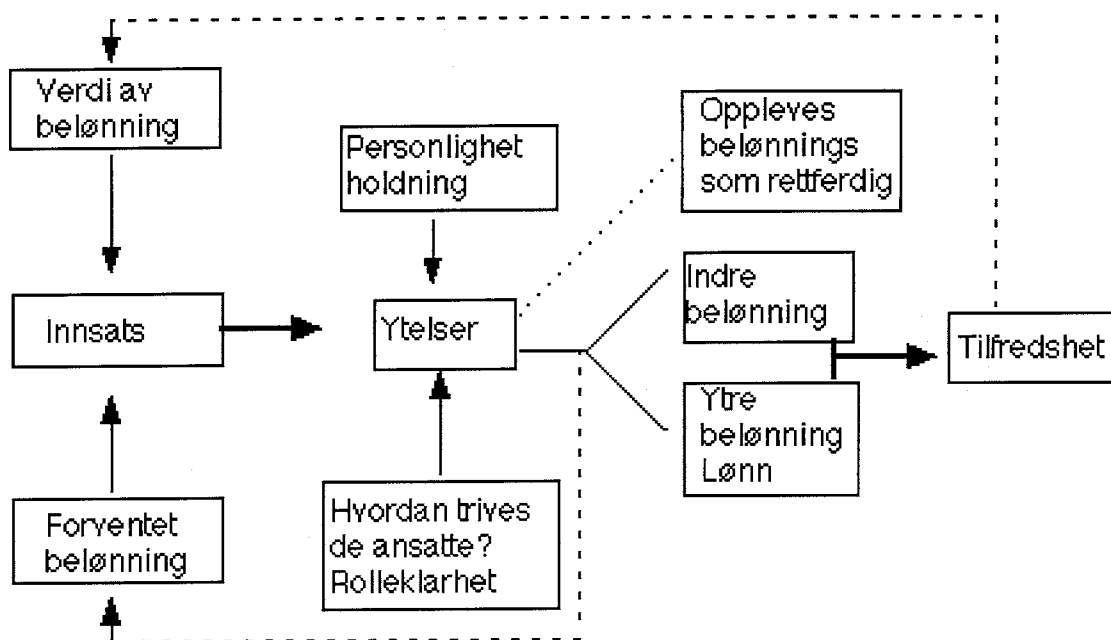 Verdi av
belønning
Personlighet
holdning
Oppleves
belønnings
som rettferdig
Innsats
Ytelser
Indre
belønning
Tilfredshet
Ytre
belønning
Lønn
Forventet
belønning
Hvordan trives
de ansatte?
Rolleklarhet